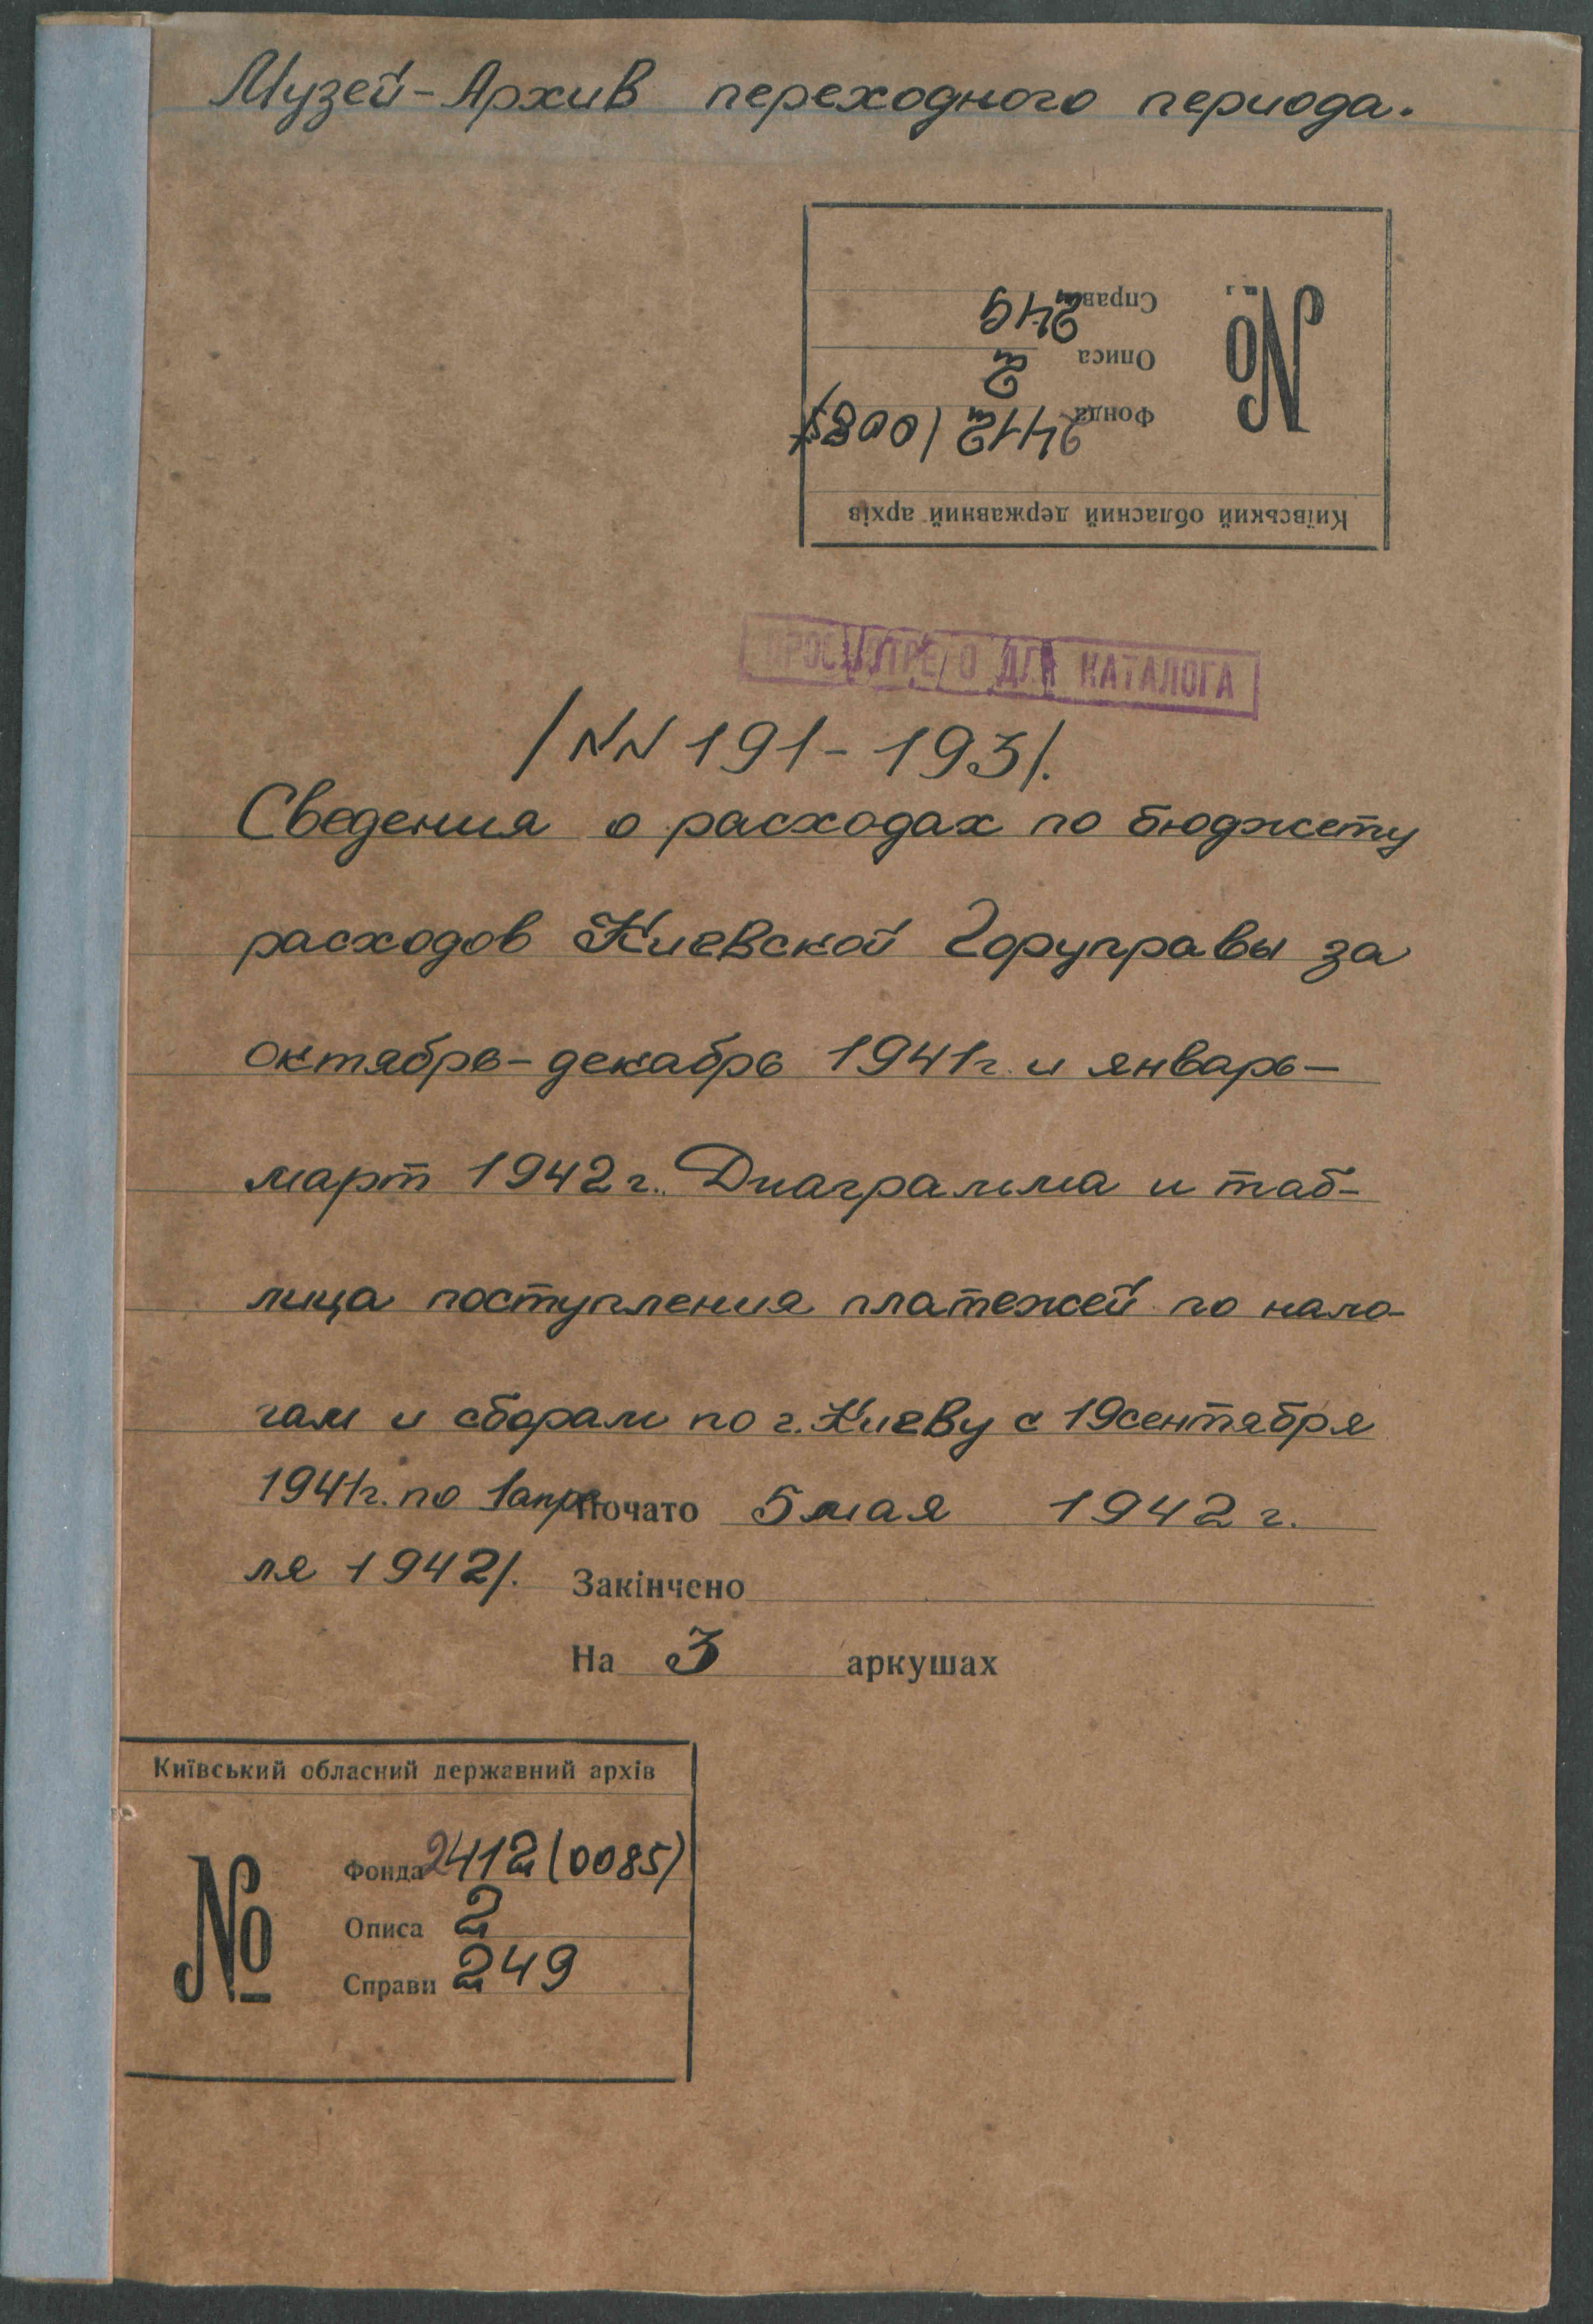 Музей-Архив переходного периода.
Справи 249
Описа 2
Фонда 2412 (0085)
№
Київський обласний державний архів
ПРОСМОТРЕНО ДЛЯ КАТАЛОГА
/NN 191-193/.
Сведения о расходах по бюджету
расходов Киевской Горуправы за
октябрь-декабрь 1941г. и январь-
март 1942г. Диаграмма и таб-
лица поступления платежей по нало-
гам и сборам по г. Киеву с 19 сентября
1941г. по 1 апре Почато 5 мая 1942 г.
ля 1942/. Закінчено
На 3 аркушах
Київський обласний державний архів
№
Фонда 2412 (0085)
Описа 2
Справи 249